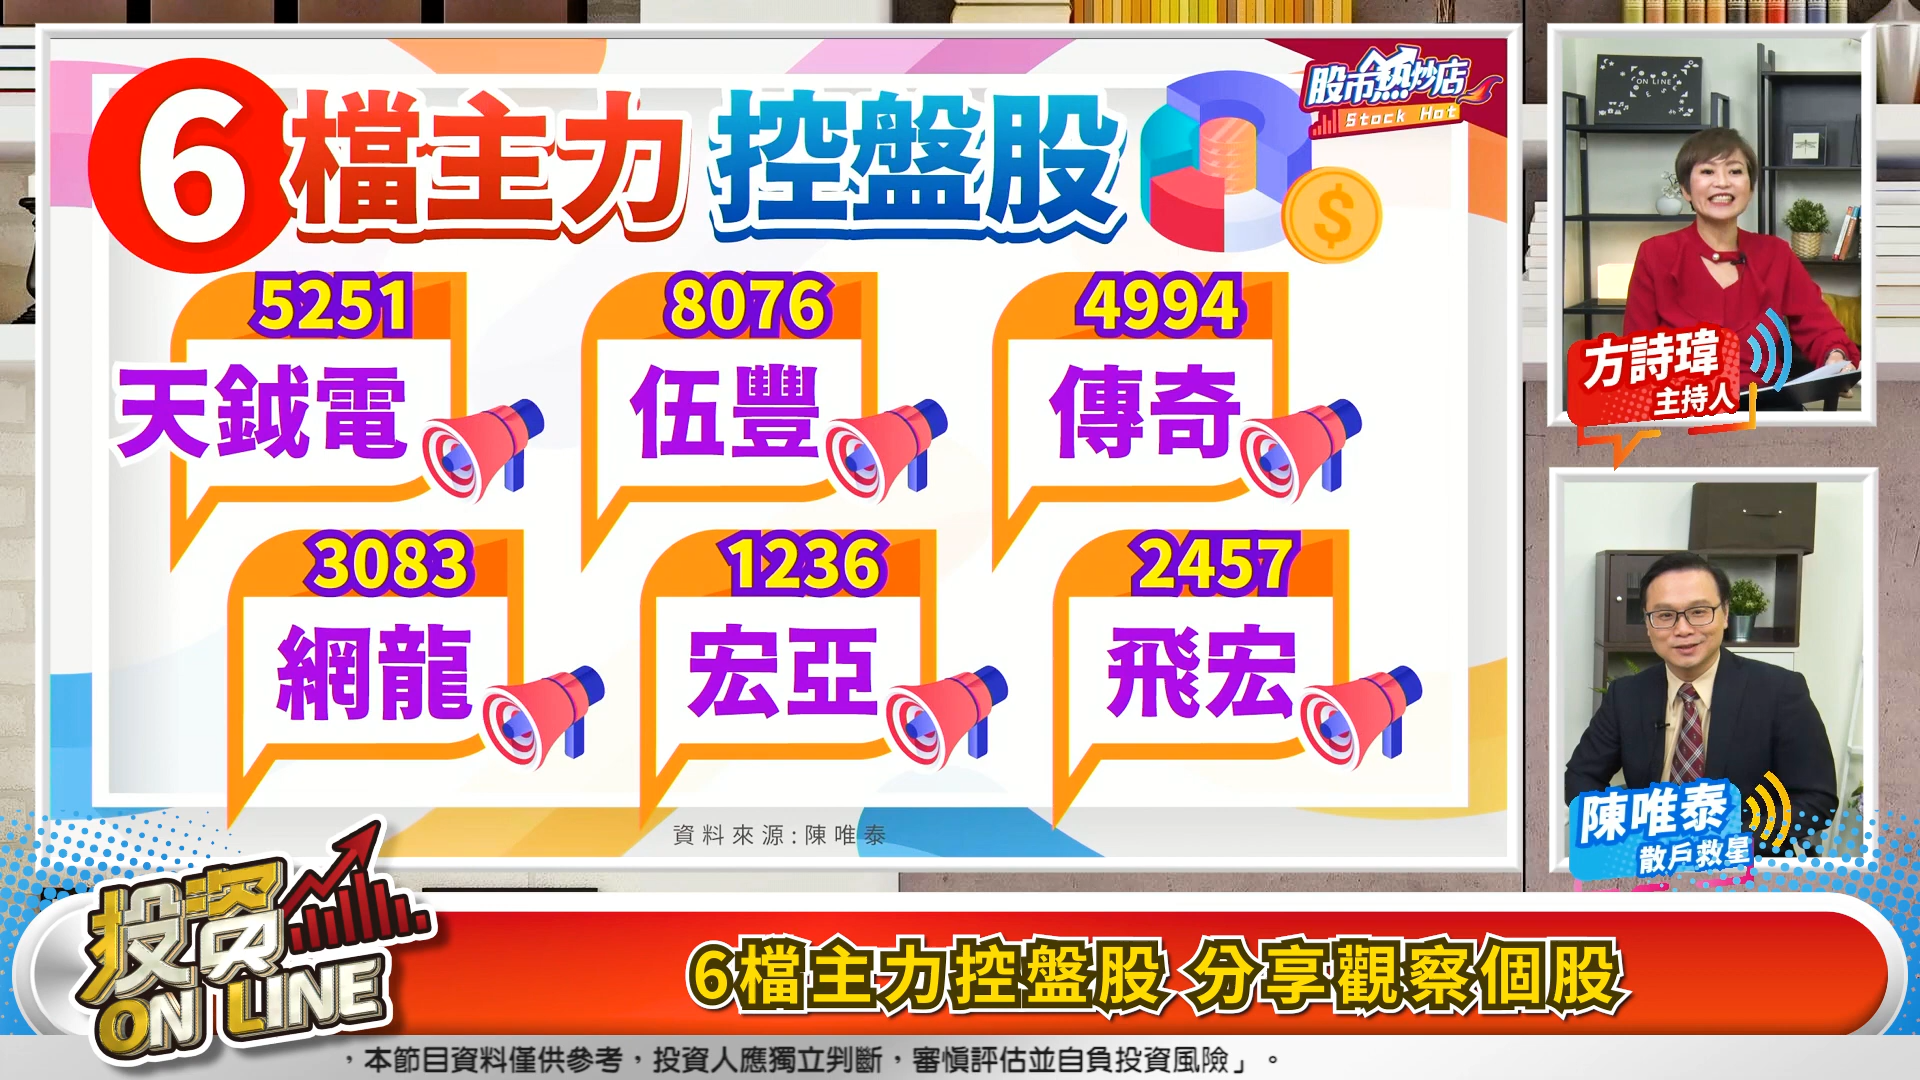 6檔主力 控盤股
股市熱炒店
Stock Hot
5251
天鉞電
8076
伍豐
4994
傳奇
3083
網龍
1236
宏亞
2457
飛宏
資料來源:陳唯泰
ON LINE
方詩瑋
主持人
陳唯泰
散戶救星
投資
ON LINE
6檔主力控盤股 分享觀察個股
，本節目資料僅供參考，投資人應獨立判斷，審慎評估並自負投資風險」。